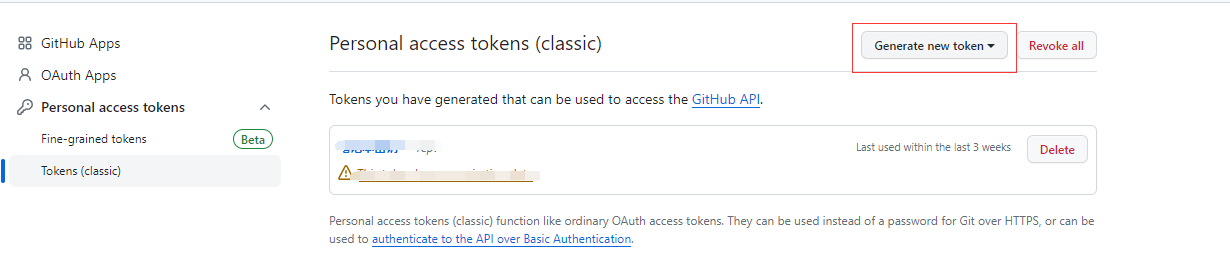 GitHub Apps
OAuth Apps
Personal access tokens
Fine-grained tokens Beta
Tokens (classic)
Personal access tokens (classic)
Generate new token
Revoke all
Tokens you have generated that can be used to access the GitHub API.
Last used within the last 3 weeks
Delete
Personal access tokens (classic) function like ordinary OAuth access tokens. They can be used instead of a password for Git over HTTPS, or can be
used to authenticate to the API over Basic Authentication.